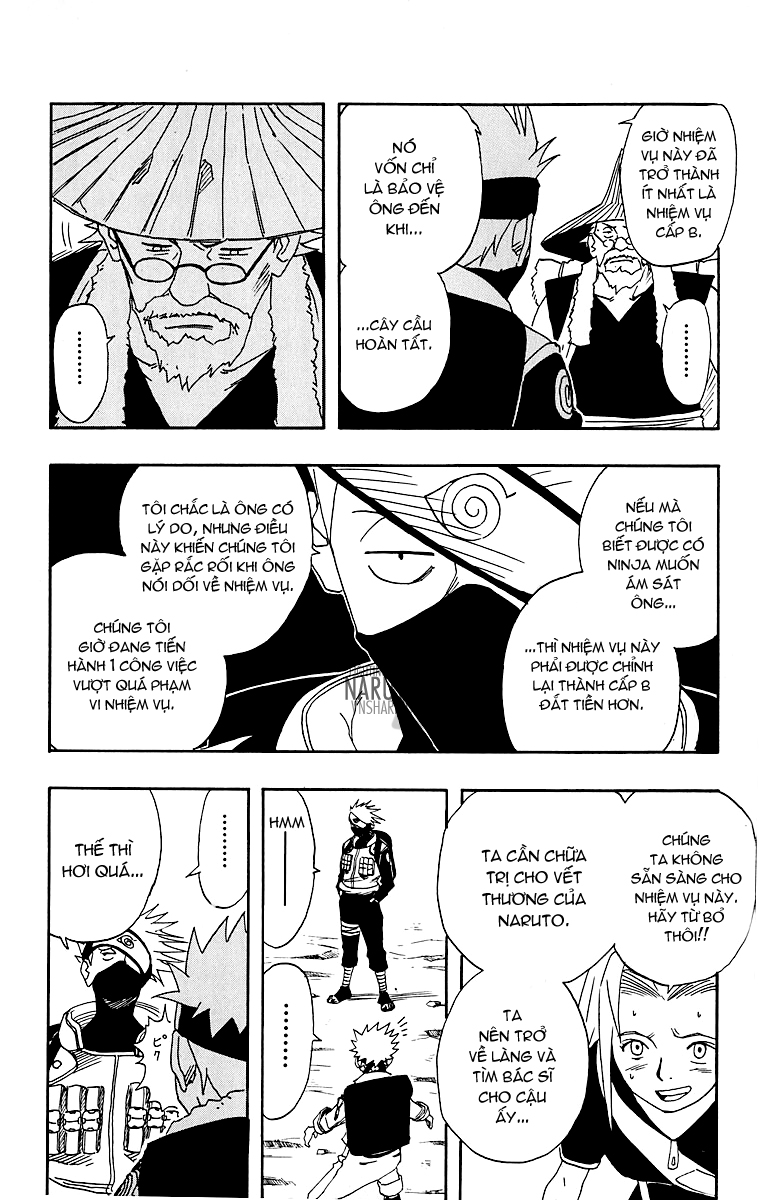 GIỜ NHIỆM
VỤ NÀY ĐÃ
TRỞ THÀNH
ÍT NHẤT LÀ
NHIỆM VỤ
CẤP B.
NÓ
VỐN CHỈ
LÀ BẢO VỆ
ÔNG ĐẾN
KHI...
...CÂY CẦU
HOÀN TẤT.
NẾU MÀ
CHÚNG TÔI
BIẾT ĐƯỢC CÓ
NINJA MUỐN
ÁM SÁT
ÔNG...
...THÌ NHIỆM VỤ NÀY
PHẢI ĐƯỢC CHỈNH
LẠI THÀNH CẤP B
ĐẮT TIỀN HƠN.
TÔI CHẮC LÀ ÔNG CÓ
LÝ DO, NHƯNG ĐIỀU
NÀY KHIẾN CHÚNG TÔI
GẶP RẮC RỐI KHI ÔNG
NÓI DỐI VỀ NHIỆM VỤ.
CHÚNG TÔI
GIỜ ĐANG TIẾN
HÀNH 1 CÔNG VIỆC
VƯỢT QUÁ PHẠM
VI NHIỆM VỤ.
CHÚNG
TA KHÔNG
SẴN SÀNG CHO
NHIỆM VỤ NÀY.
HÃY TỪ BỎ
THÔI!!
TA CẦN CHỮA
TRỊ CHO VẾT
THƯƠNG CỦA
NARUTO.
TA
NÊN TRỞ
VỀ LÀNG VÀ
TÌM BÁC SĨ
CHO CẬU
ẤY...
HMM
THẾ THÌ
HƠI QUÁ...